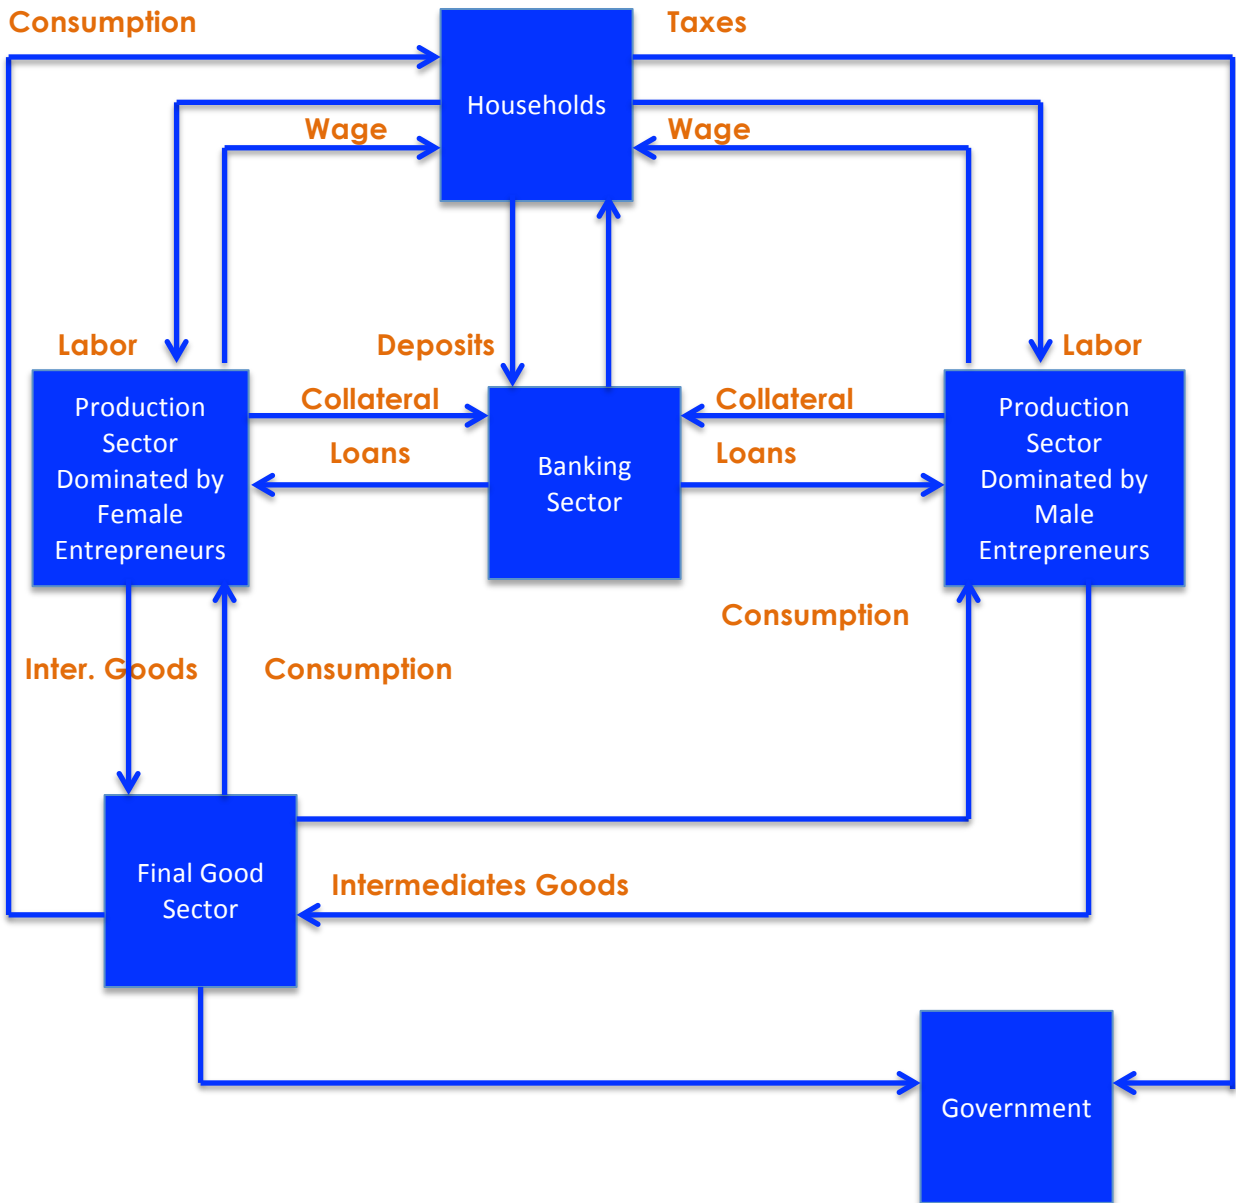 Consumption
Taxes
Households
Wage
Wage
Labor
Deposits
Labor
Production
Sector
Dominated by
Female
Entrepreneurs
Collateral
Loans
Banking
Sector
Collateral
Loans
Production
Sector
Dominated by
Male
Entrepreneurs
Consumption
Inter. Goods
Consumption
Final Good
Sector
Intermediates Goods
Government